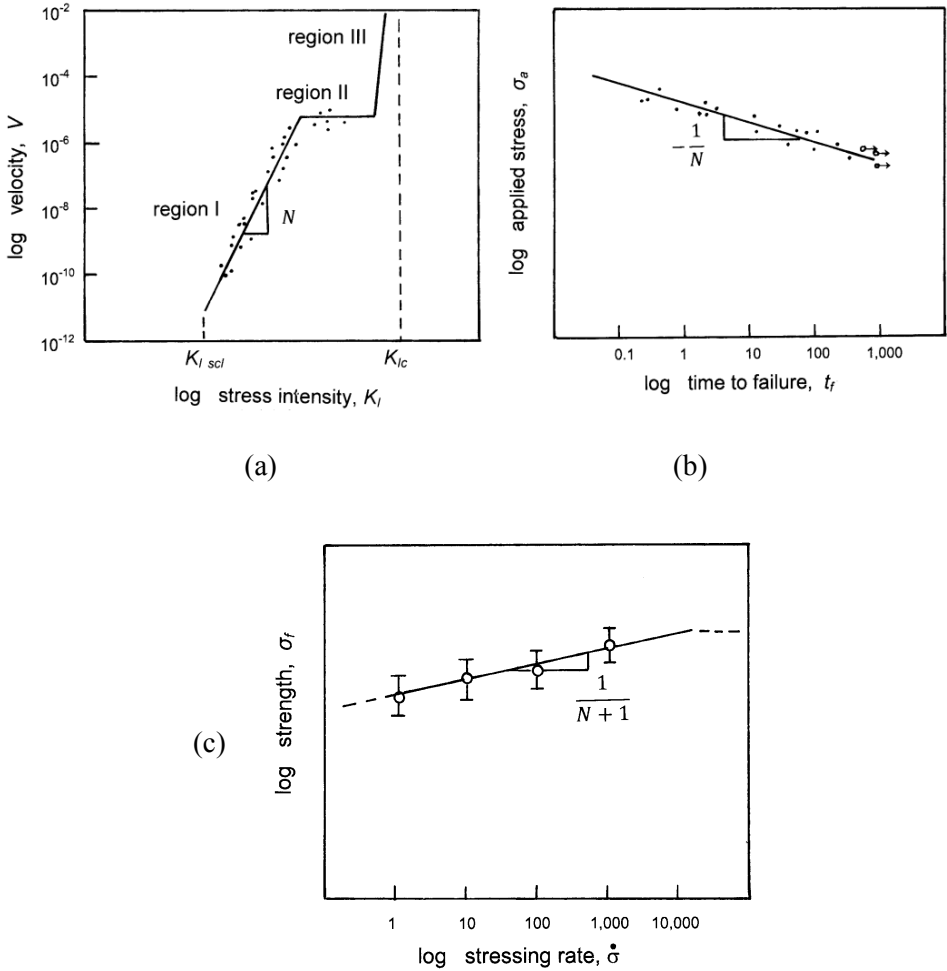 10⁻²
10⁻⁴
10⁻⁶
10⁻⁸
10⁻¹⁰
10⁻¹²
log velocity, V
region III
region II
region I
N
K_I scI
K_Ic
log stress intensity, K_I
(a)
log applied stress, σ_a
−1/N
0.1 1 10 100 1,000
log time to failure, t_f
(b)
(c)
log strength, σ_f
1/(N + 1)
1 10 100 1,000 10,000
log stressing rate, σ̇